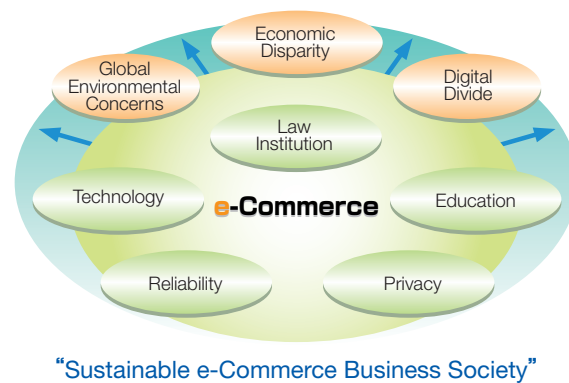 Economic
Disparity
Global
Environmental
Concerns
Digital
Divide
Law
Institution
Technology
e-Commerce
Education
Reliability
Privacy
“Sustainable e-Commerce Business Society”